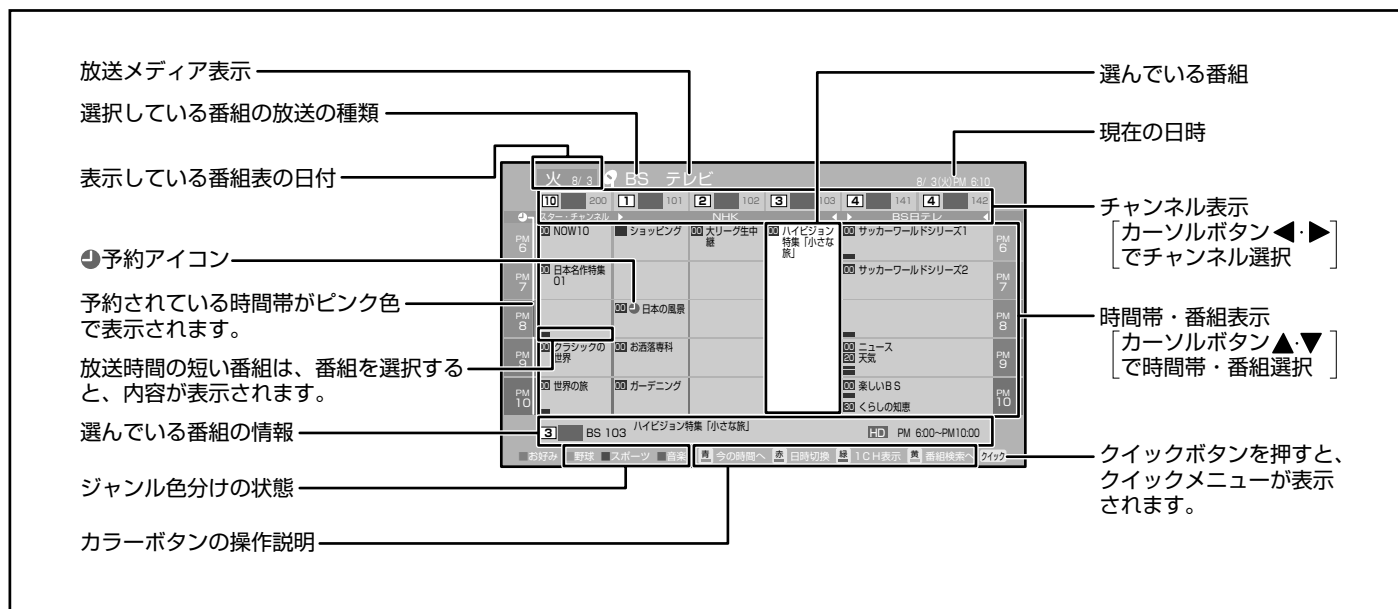 放送メディア表示
選択している番組の放送の種類
表示している番組表の日付
予約アイコン
予約されている時間帯がピンク色
で表示されます。
放送時間の短い番組は、番組を選択する
と、内容が表示されます。
選んでいる番組の情報
ジャンル色分けの状態
カラーボタンの操作説明
火 8/ 3 BS テレビ 8/ 3(火)PM 6:10
10 200 1 101 2 102 3 103 4 141 4 142
スター・チャンネル ▶ NHK ◀ ▶ BS日テレ ◀
PM 6 00 NOW10 ショッピング 00 大リーグ生中継 00 ハイビジョン特集「小さな旅」 00 サッカーワールドシリーズ1 PM 6
PM 7 00 日本名作特集01 00 サッカーワールドシリーズ2 PM 7
PM 8 00 日本の風景 PM 8
PM 9 00 クラシックの世界 00 お洒落専科 00 ニュース 20 天気 PM 9
PM 10 00 世界の旅 00 ガーデニング 00 楽しいBS 30 くらしの知恵 PM 10
3 BS 103 ハイビジョン特集「小さな旅」 HD PM 6:00~PM10:00
お好み 野球 スポーツ 音楽 青 今の時間へ 赤 日時切換 緑 1CH表示 黄 番組検索へ クイック
選んでいる番組
現在の日時
チャンネル表示
カーソルボタン◀・▶
でチャンネル選択
時間帯・番組表示
カーソルボタン▲・▼
で時間帯・番組選択
クイックボタンを押すと、
クイックメニューが表示
されます。